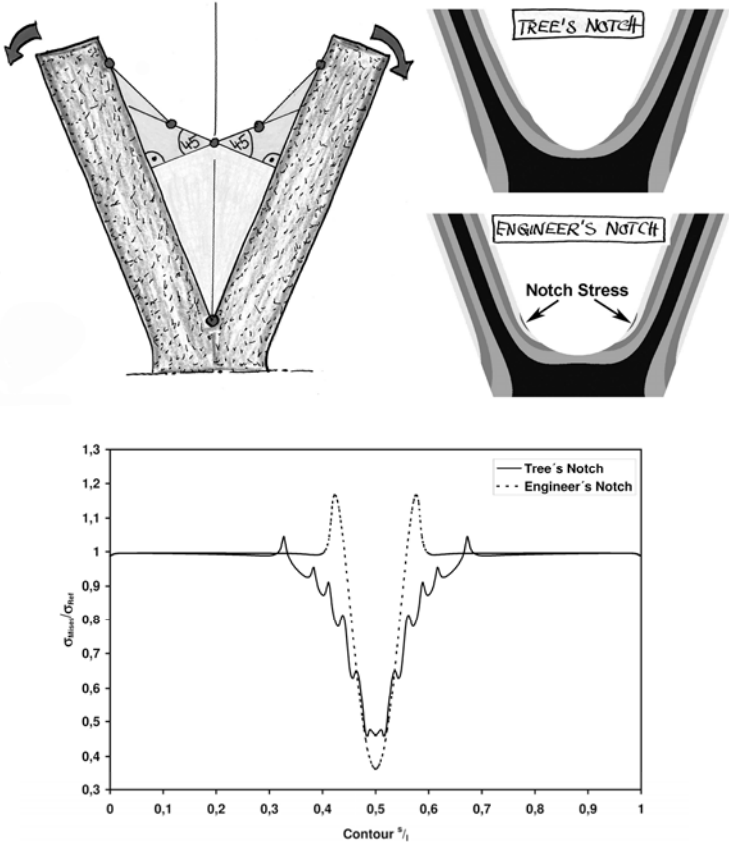 45
45
TREE'S NOTCH
ENGINEER'S NOTCH
Notch Stress
1,3
1,2
1,1
1
0,9
0,8
0,7
0,6
0,5
0,4
0,3
σMises/σRef
Tree´s Notch
Engineer´s Notch
0 0,1 0,2 0,3 0,4 0,5 0,6 0,7 0,8 0,9 1
Contour s/l